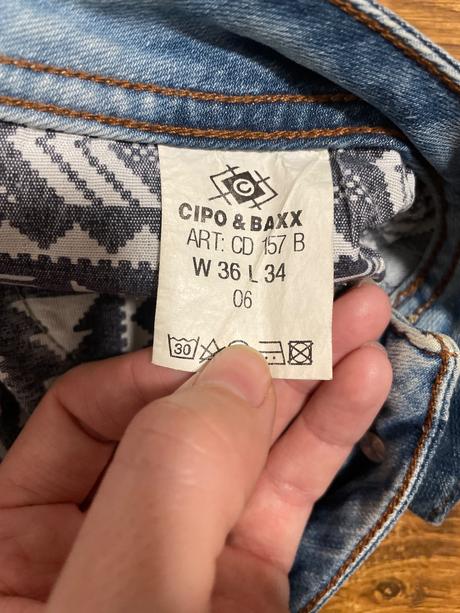 C
CIPO & BAXX
ART: CD 157 B
W 36 L 34
06
30